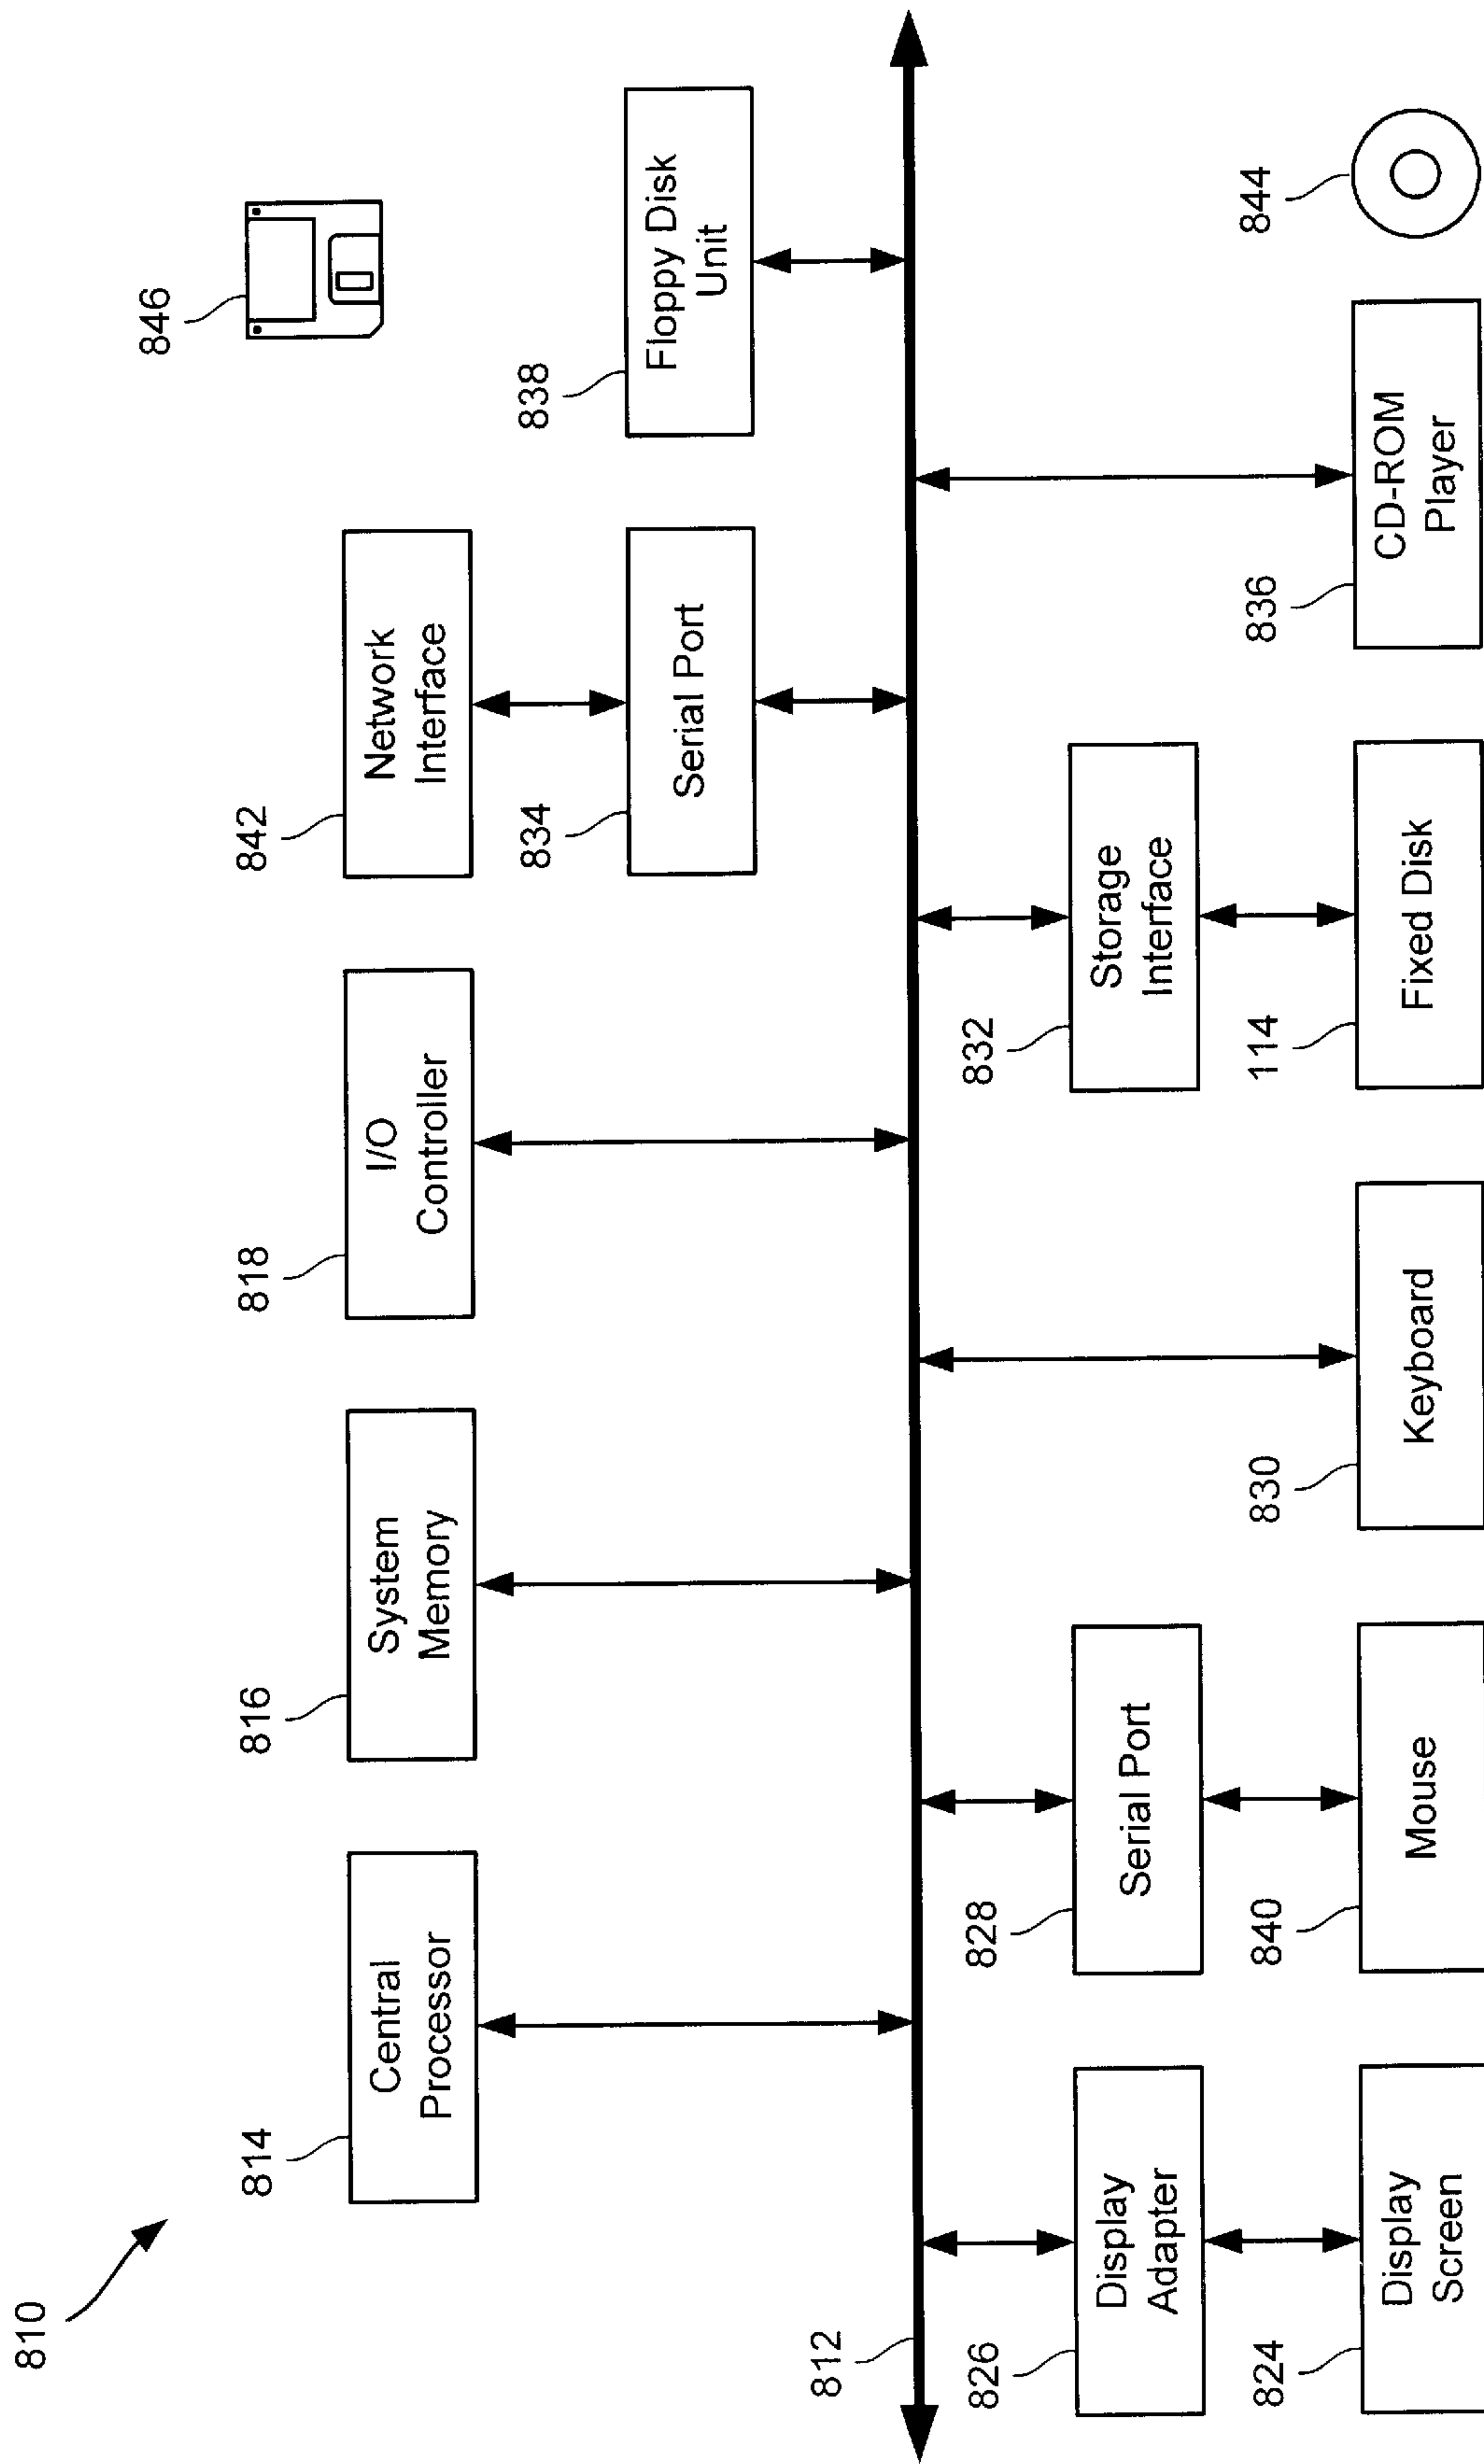 810
846
814
Central
Processor
816
System
Memory
818
I/O
Controller
842
Network
Interface
834
Serial Port
838
Floppy Disk
Unit
812
826
Display
Adapter
828
Serial Port
832
Storage
Interface
824
Display
Screen
840
Mouse
830
Keyboard
114
Fixed Disk
836
CD-ROM
Player
844